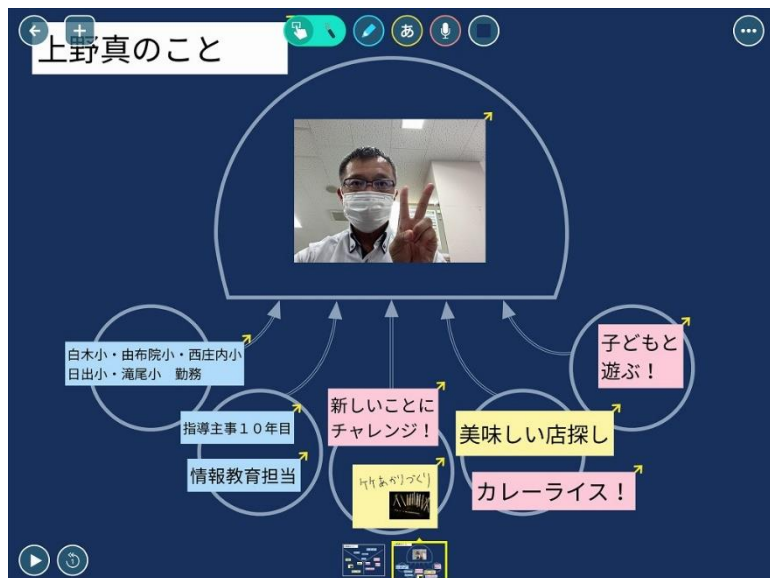 上野真のこと
あ
白木小・由布院小・西庄内小
日出小・滝尾小 勤務
指導主事10年目
情報教育担当
新しいことに
チャレンジ！
竹あかりづくり
美味しい店探し
カレーライス！
子どもと
遊ぶ！
1